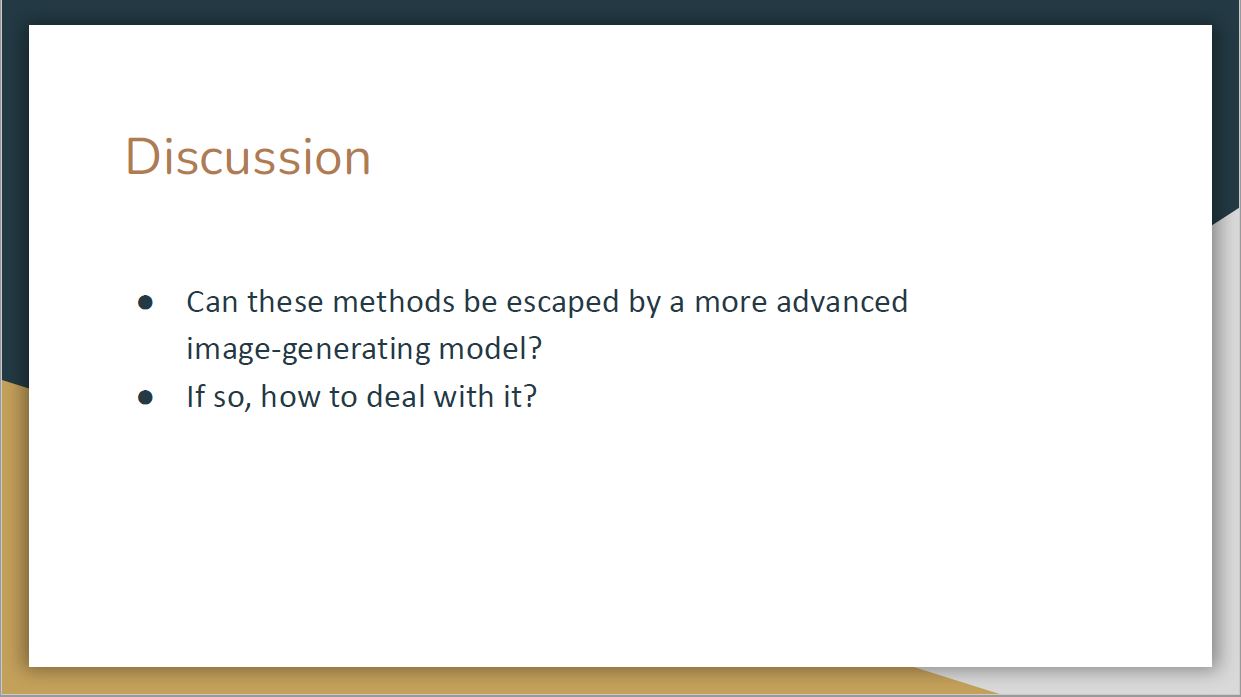 Discussion
● Can these methods be escaped by a more advanced
image-generating model?
● If so, how to deal with it?